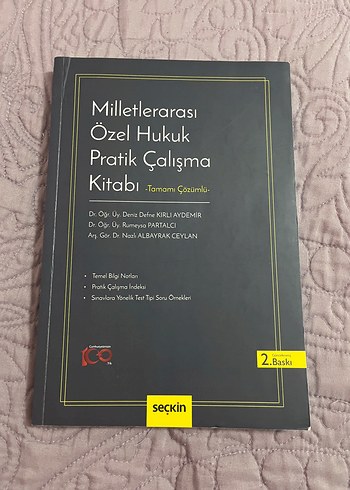 Milletlerarası
Özel Hukuk
Pratik Çalışma
Kitabı -Tamamı Çözümlü-
Dr. Öğr. Üy. Deniz Defne KIRLI AYDEMİR
Dr. Öğr. Üy. Rumeysa PARTALCI
Arş. Gör. Dr. Nazlı ALBAYRAK CEYLAN
• Temel Bilgi Notları
• Pratik Çalışma İndeksi
• Sınavlara Yönelik Test Tipi Soru Örnekleri
2.Baskı
100
seçkin